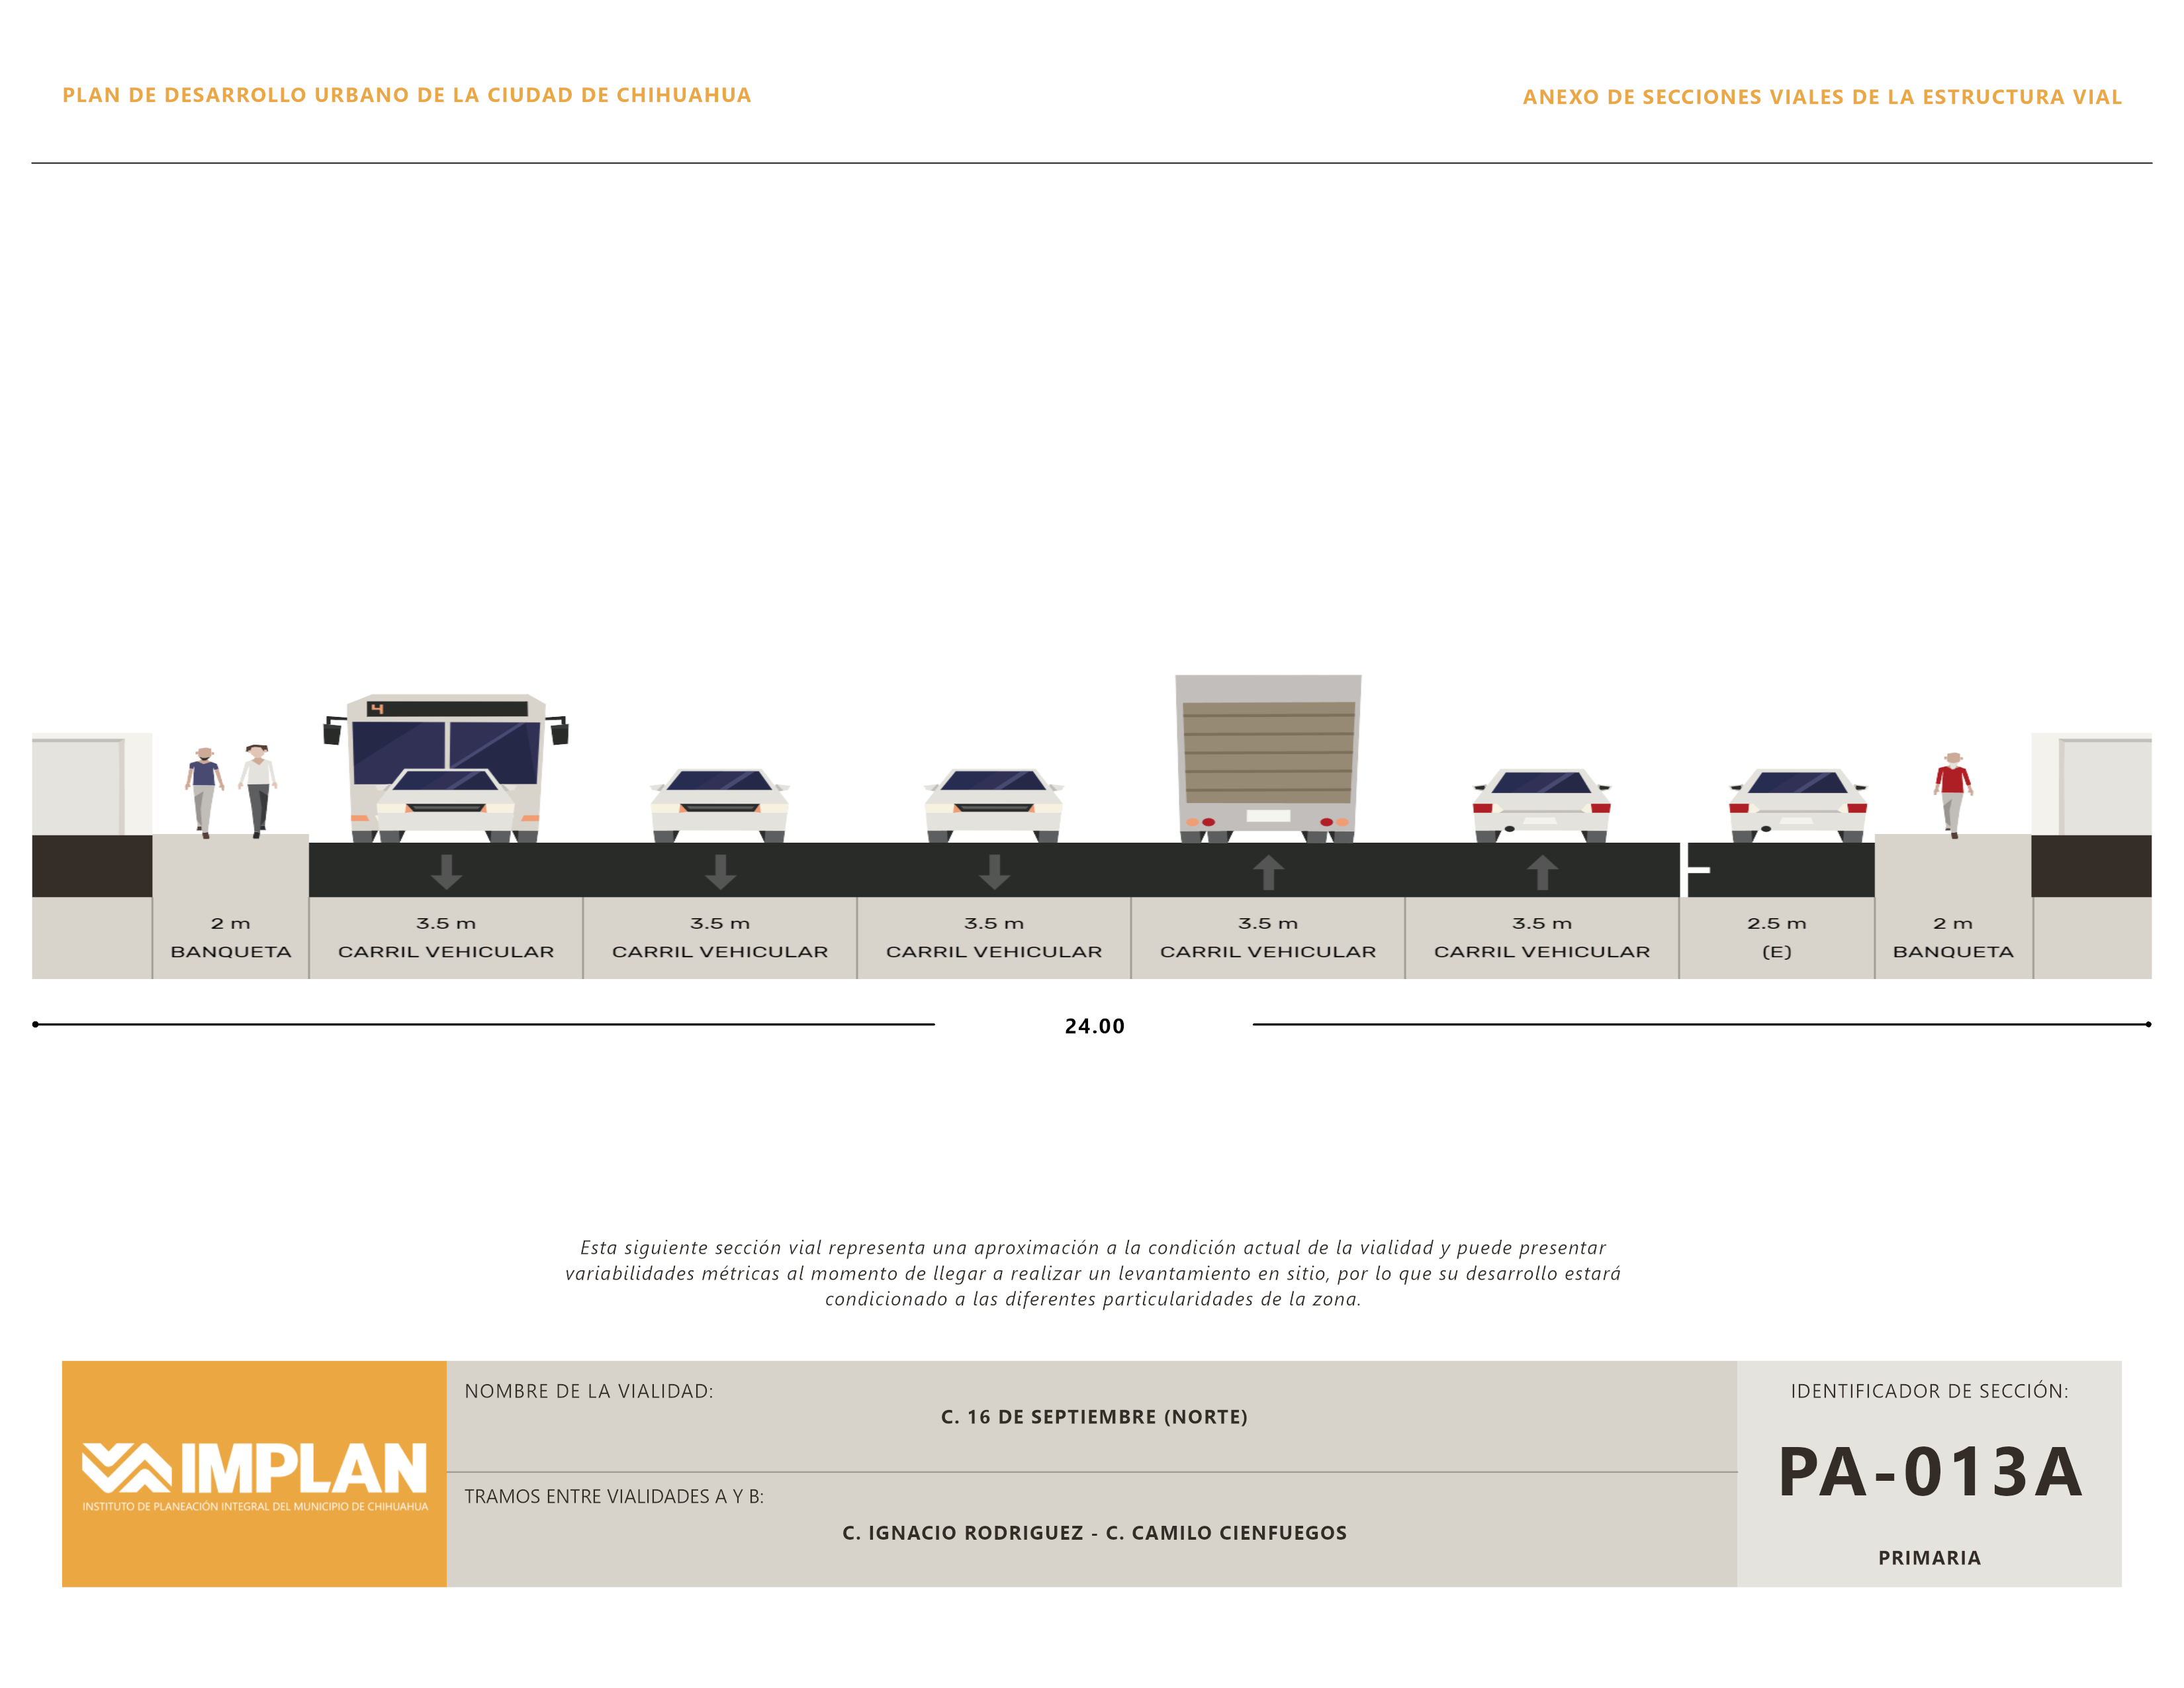 PLAN DE DESARROLLO URBANO DE LA CIUDAD DE CHIHUAHUA
ANEXO DE SECCIONES VIALES DE LA ESTRUCTURA VIAL
4
2 m
BANQUETA
3.5 m
CARRIL VEHICULAR
3.5 m
CARRIL VEHICULAR
3.5 m
CARRIL VEHICULAR
3.5 m
CARRIL VEHICULAR
3.5 m
CARRIL VEHICULAR
2.5 m
(E)
2 m
BANQUETA
24.00
Esta siguiente sección vial representa una aproximación a la condición actual de la vialidad y puede presentar
variabilidades métricas al momento de llegar a realizar un levantamiento en sitio, por lo que su desarrollo estará
condicionado a las diferentes particularidades de la zona.
IMPLAN
INSTITUTO DE PLANEACIÓN INTEGRAL DEL MUNICIPIO DE CHIHUAHUA
NOMBRE DE LA VIALIDAD:
C. 16 DE SEPTIEMBRE (NORTE)
TRAMOS ENTRE VIALIDADES A Y B:
C. IGNACIO RODRIGUEZ - C. CAMILO CIENFUEGOS
IDENTIFICADOR DE SECCIÓN:
PA-013A
PRIMARIA